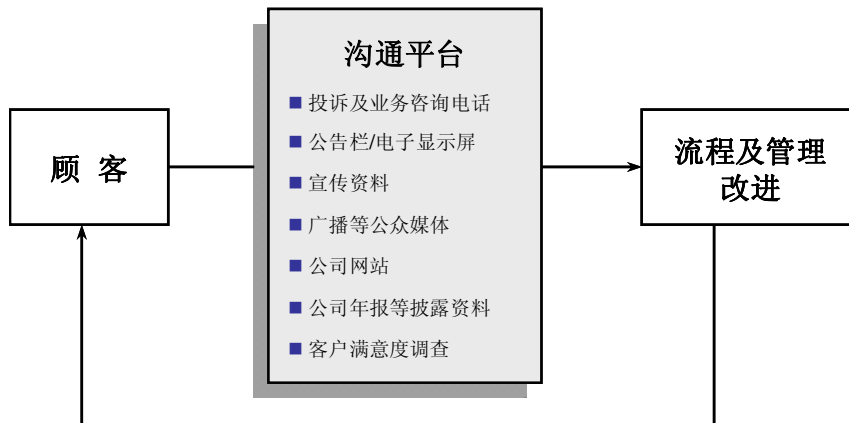 沟通平台
投诉及业务咨询电话
公告栏/电子显示屏
宣传资料
广播等公众媒体
公司网站
公司年报等披露资料
客户满意度调查
顾 客
流程及管理
改进